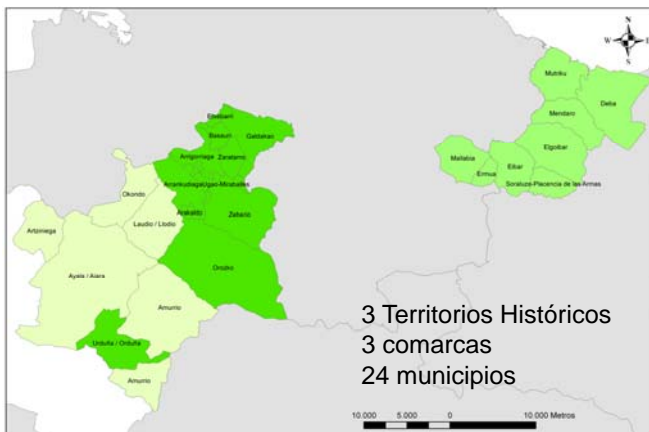 N
W E
S
Mutriku
Deba
Mendaro
Elgoibar
Mallabia
Ermua
Eibar
Soraluze-Placencia de las Armas
Etxebarri
Basauri
Galdakao
Arrigorriaga
Zaratamo
Arrankudiaga
Ugao-Miraballes
Okondo
Arakaldo
Zeberio
Laudio / Llodio
Artziniega
Orozko
Ayala / Aiara
Amurrio
Urduña / Orduña
Amurrio
3 Territorios Históricos
3 comarcas
24 municipios
10.000 5.000 0 10.000 Metros